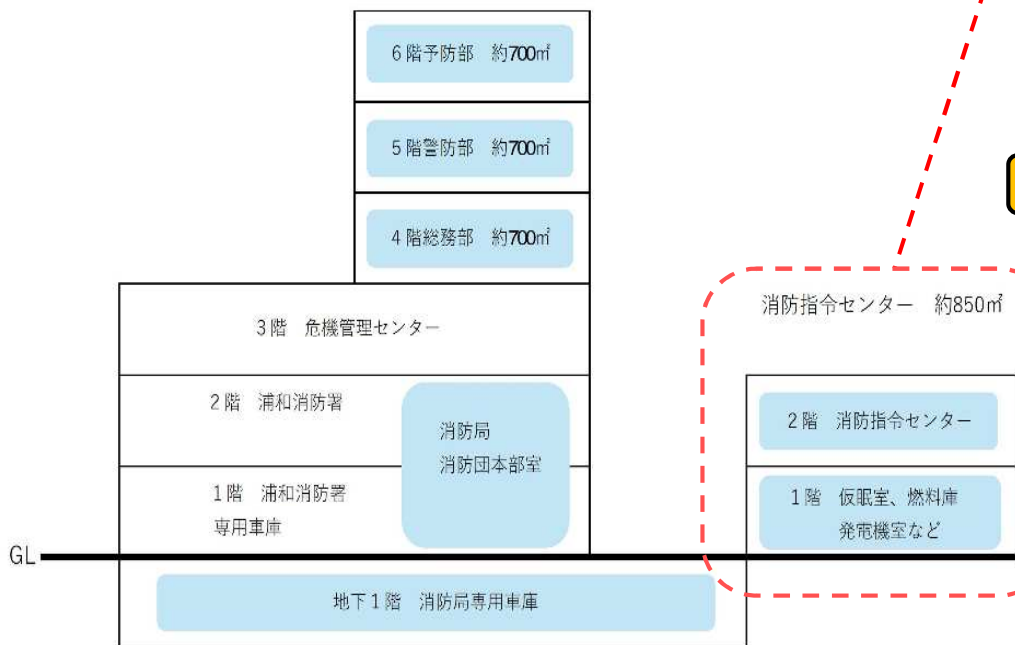 6階予防部 約700㎡
5階警防部 約700㎡
4階総務部 約700㎡
消防指令センター 約850㎡
3階 危機管理センター
2階 浦和消防署
消防局
消防団本部室
2階 消防指令センター
1階 浦和消防署
専用車庫
1階 仮眠室、燃料庫
発電機室など
GL
地下1階 消防局専用車庫